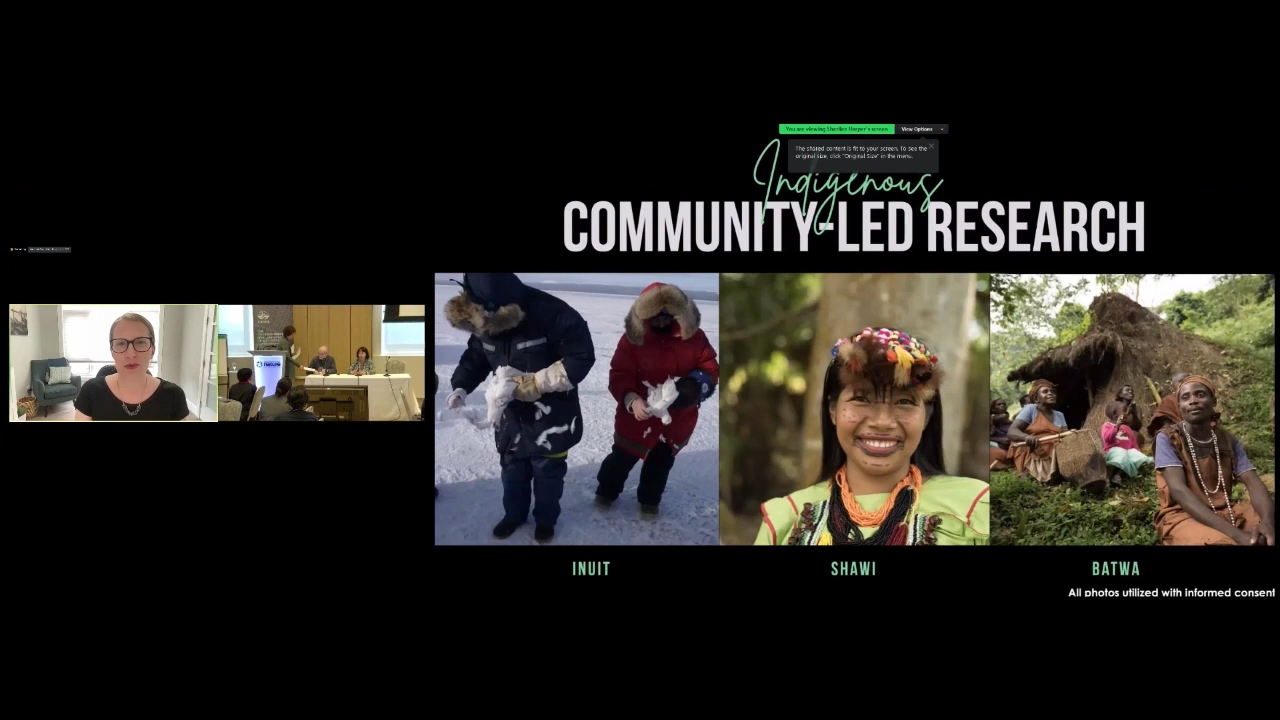 You are viewing Sherilee Harper's screen
View Options
The shared content is fit to your screen. To see the
original size, click "Original Size" in the menu.
Indigenous
COMMUNITY-LED RESEARCH
INUIT
SHAWI
BATWA
All photos utilized with informed consent